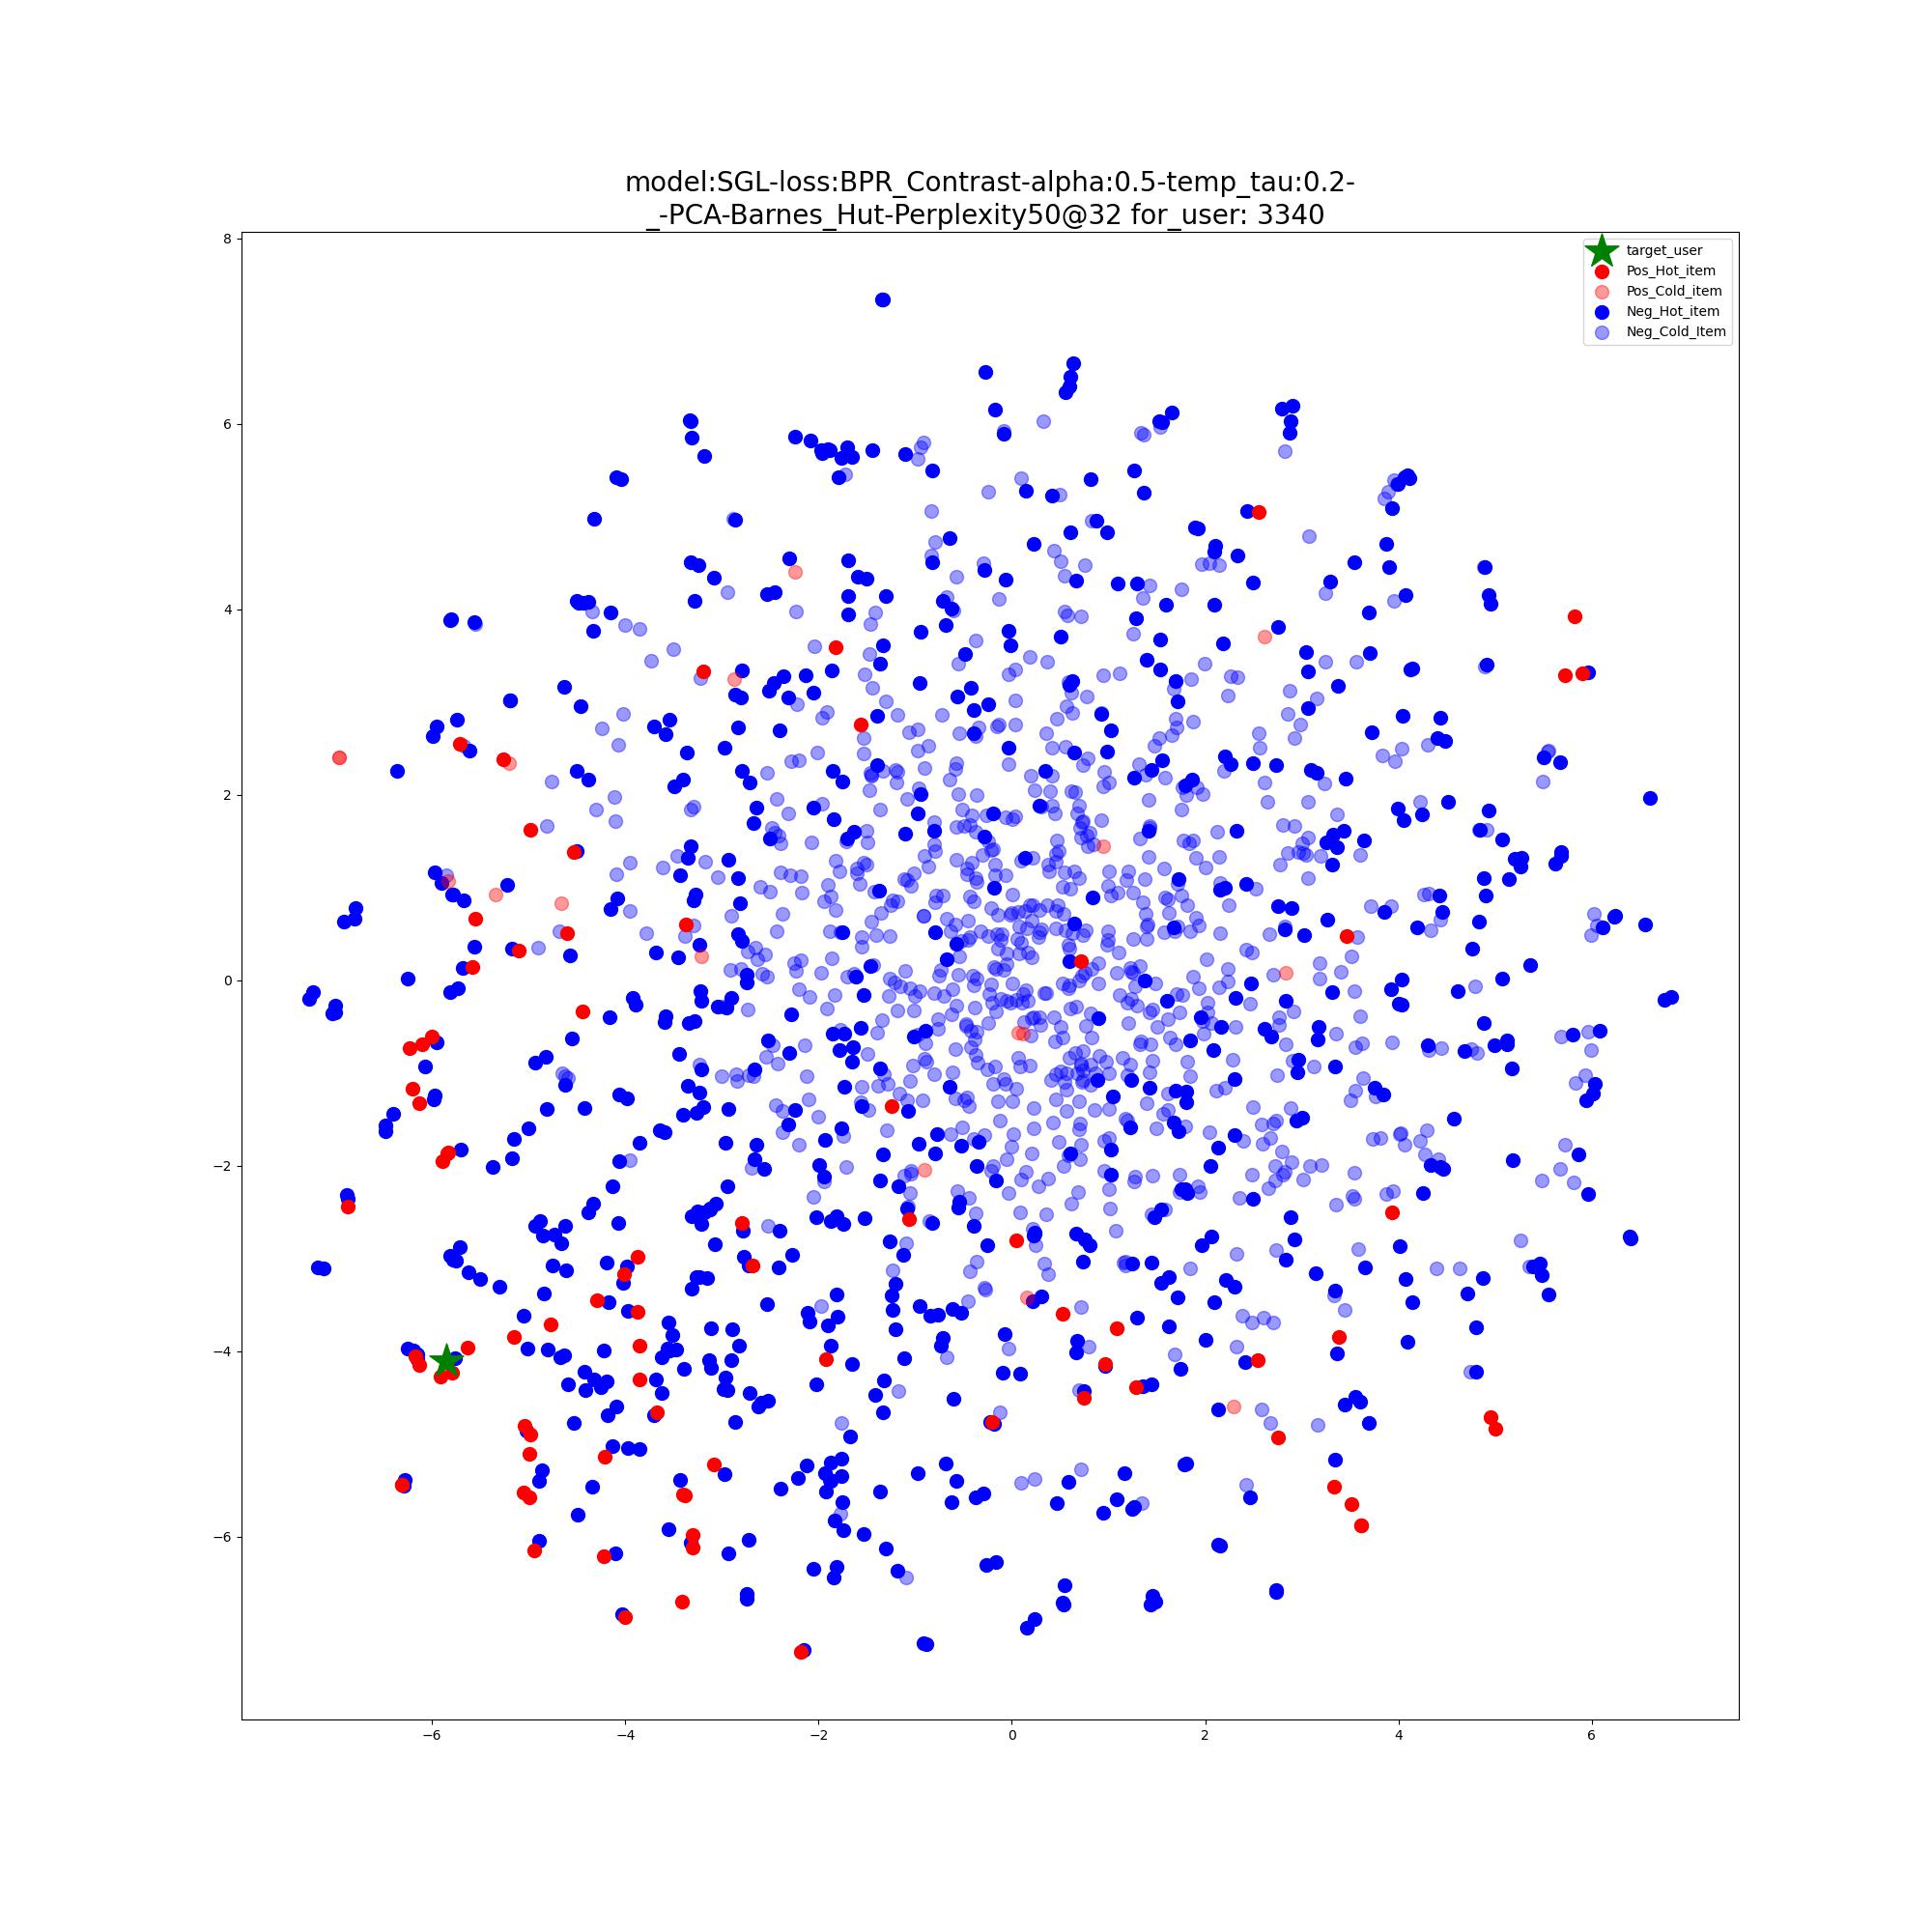 model:SGL-loss:BPR_Contrast-alpha:0.5-temp_tau:0.2-
_-PCA-Barnes_Hut-Perplexity50@32 for_user: 3340
target_user
Pos_Hot_item
Pos_Cold_item
Neg_Hot_item
Neg_Cold_Item
8
6
4
2
0
−2
−4
−6
−6 −4 −2 0 2 4 6